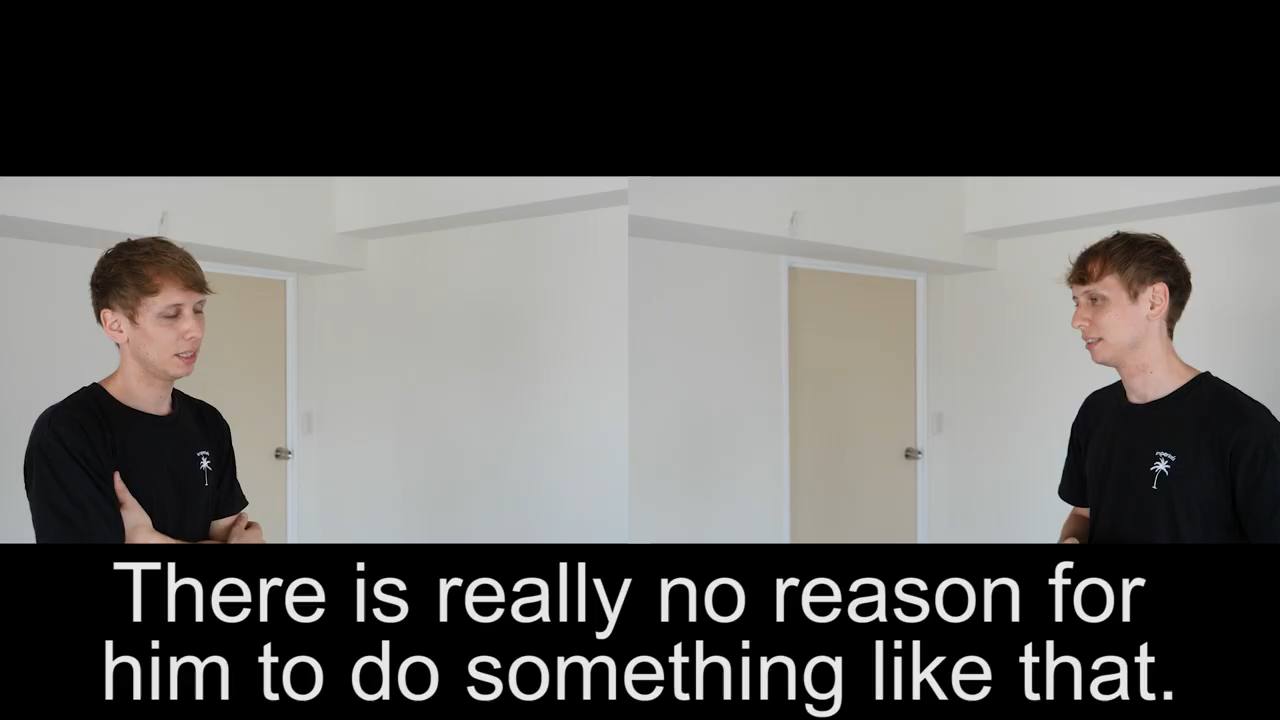 There is really no reason for
him to do something like that.